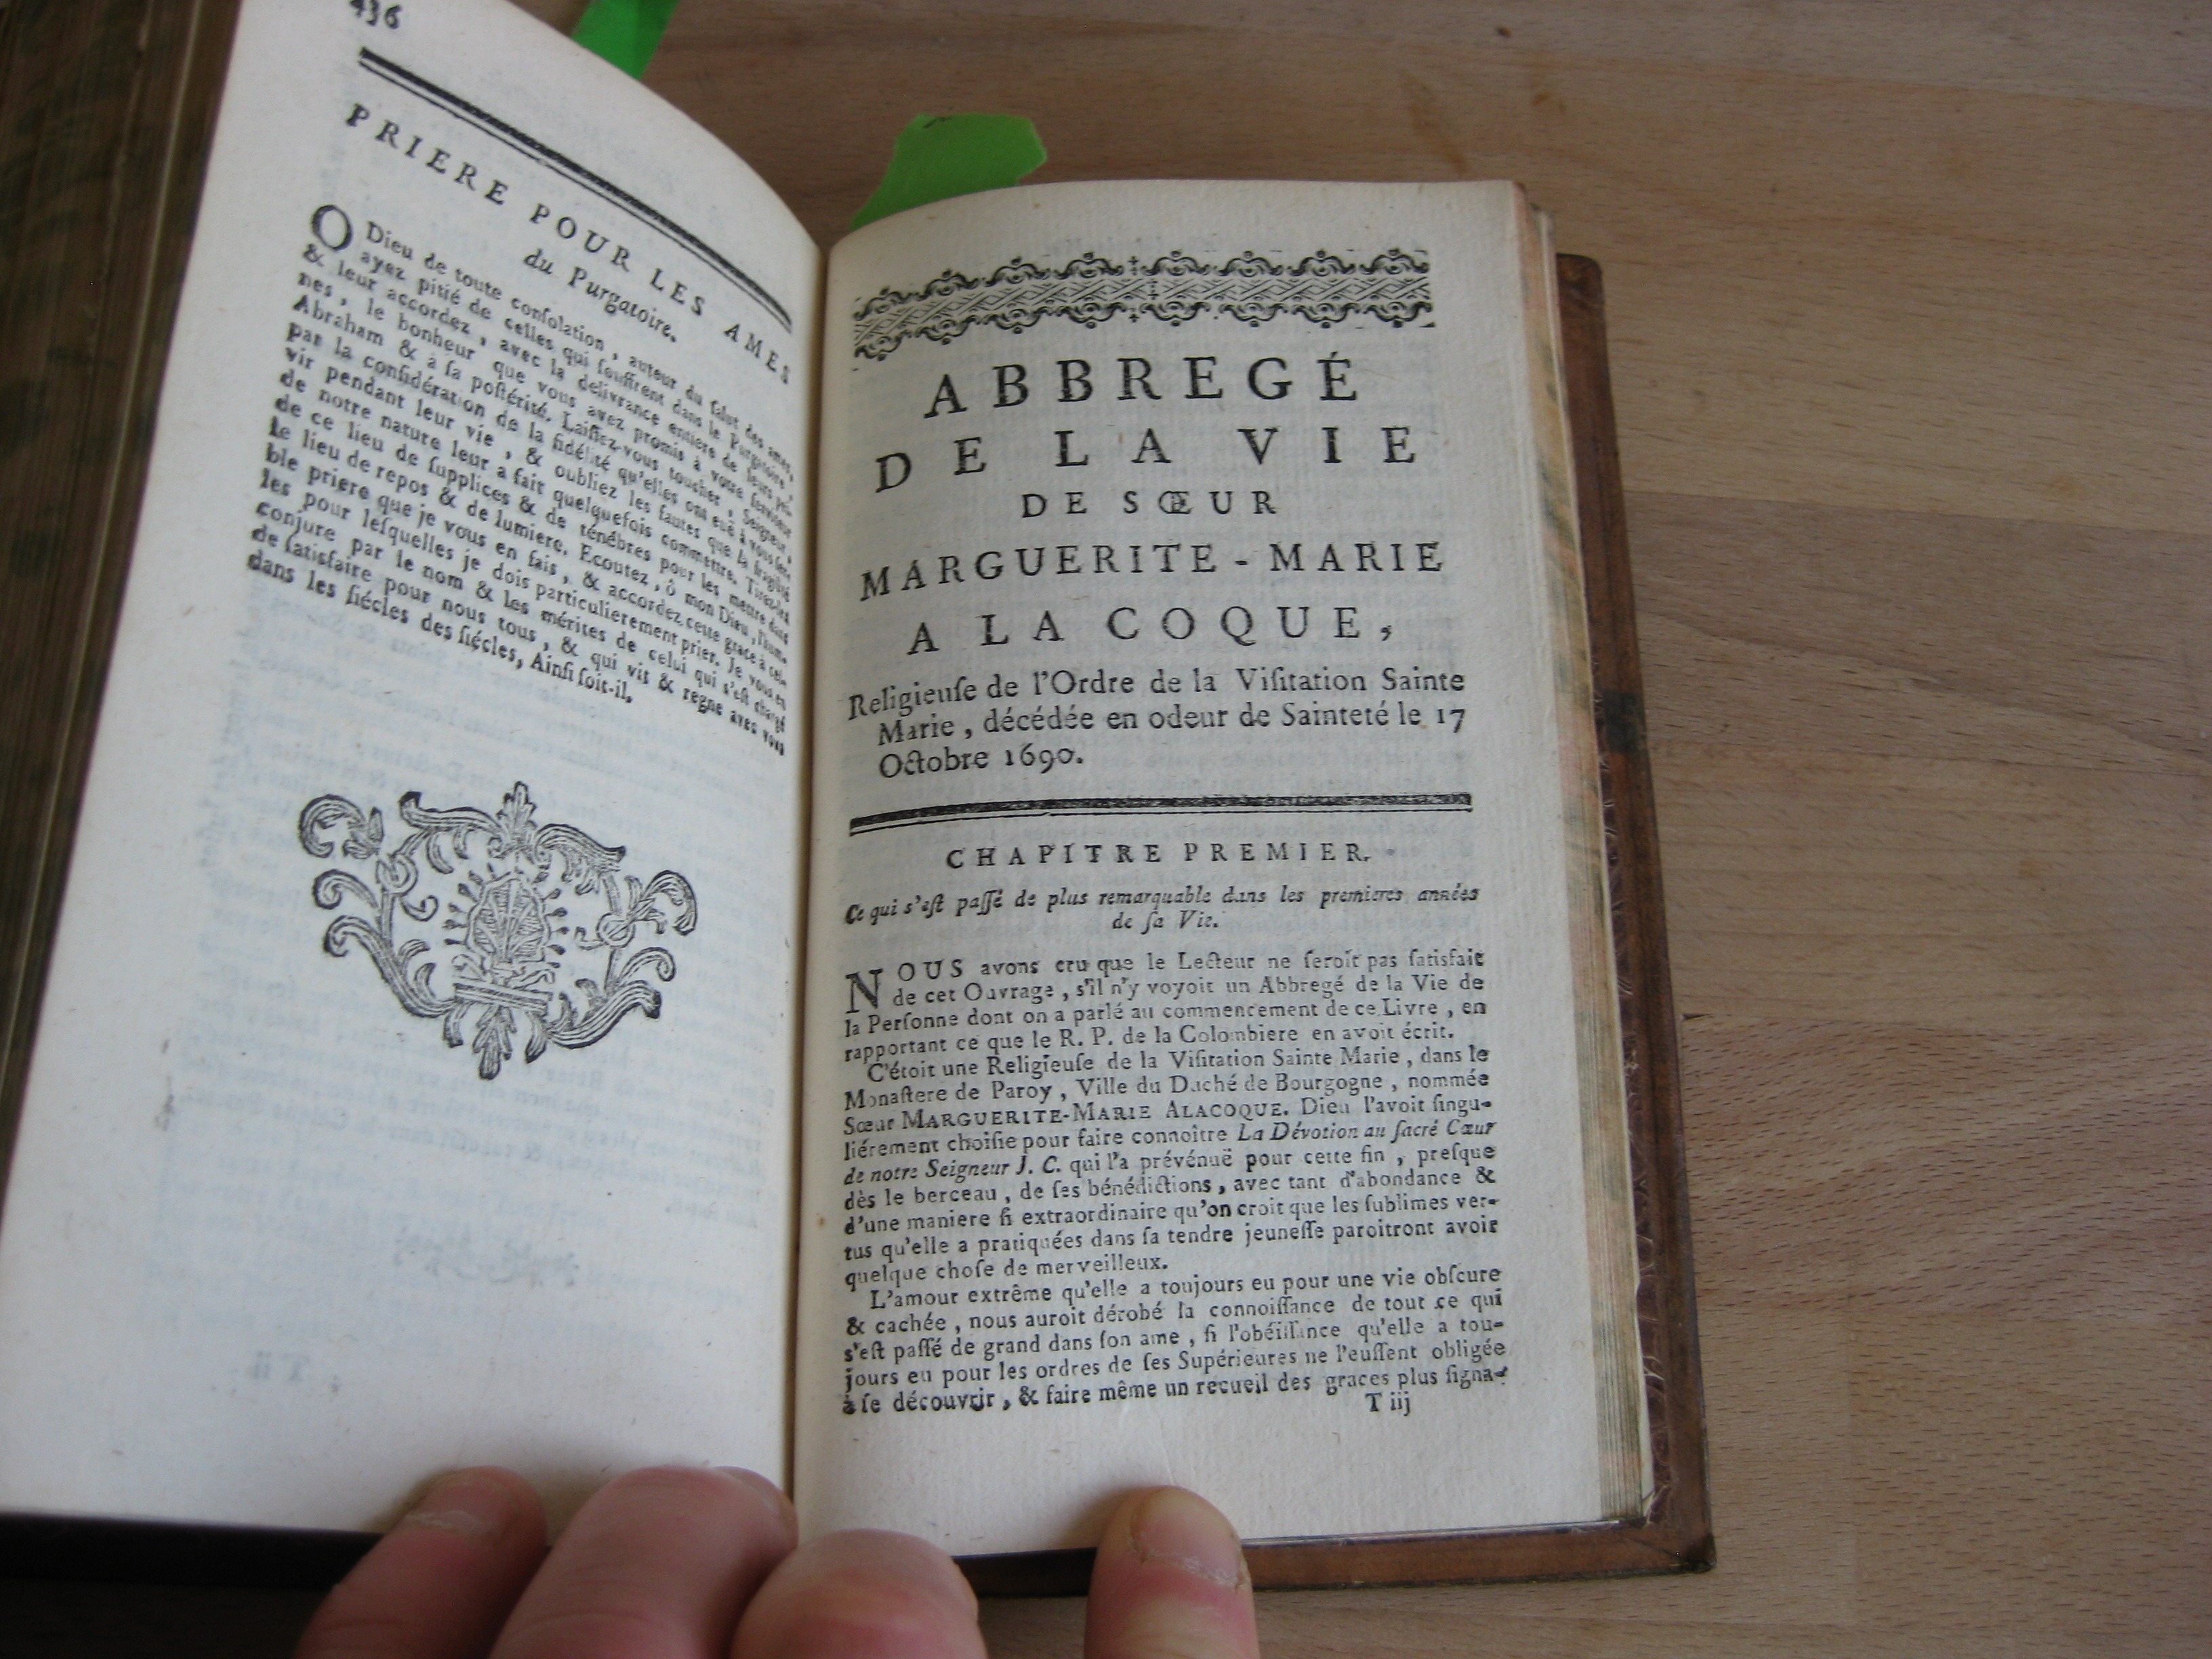 436
PRIERE POUR LES AMES
du Purgatoire.
O Dieu de toute conſolation, auteur du ſalut des ames,
ayez pitié de celles qui ſouffrent dans le Purgatoire,
& leur accordez, avec la délivrance entiere de leurs pei-
nes, le bonheur que vous avez promis à votre ſerviteur
Abraham & à ſa poſtérité. Laiſſez-vous toucher, Seigneur,
par la conſidération de la fidélité qu'elles ont euë à vous ſer-
vir pendant leur vie, & oubliez les fautes que la fragilité
de notre nature leur a fait quelquefois commettre. Tirez-les
de ce lieu de ſupplices & de ténébres pour les mettre dans
le lieu de repos & de lumiere. Ecoutez, ô mon Dieu, l'hum-
ble priere que je vous en fais, & accordez cette grace à cel-
les pour leſquelles je dois particulierement prier. Je vous en
conjure par le nom & les mérites de celui qui s'eſt chargé
de ſatisfaire pour nous tous, & qui vit & regne avec vous
dans les ſiécles des ſiécles, Ainſi ſoit-il.
ABBREGÉ
DE LA VIE
DE SŒUR
MARGUERITE-MARIE
A LA COQUE,
Religieuſe de l'Ordre de la Viſitation Sainte
Marie, décédée en odeur de Sainteté le 17
Octobre 1690.
CHAPITRE PREMIER.
Ce qui s'eſt paſſé de plus remarquable dans les premieres années
de ſa Vie.
NOUS avons cru que le Lecteur ne ſeroit pas ſatisfait
de cet Ouvrage, s'il n'y voyoit un Abbregé de la Vie de
la Perſonne dont on a parlé au commencement de ce Livre, en
rapportant ce que le R. P. de la Colombiere en avoit écrit.
C'étoit une Religieuſe de la Viſitation Sainte Marie, dans le
Monaſtere de Paroy, Ville du Duché de Bourgogne, nommée
Sœur MARGUERITE-MARIE ALACOQUE. Dieu l'avoit ſingu-
liérement choiſie pour faire connoître La Dévotion au ſacré Cœur
de notre Seigneur J. C. qui l'a prévénuë pour cette fin, preſque
dès le berceau, de ſes bénédictions, avec tant d'abondance &
d'une maniere ſi extraordinaire qu'on croit que les ſublimes ver-
tus qu'elle a pratiquées dans ſa tendre jeuneſſe paroitront avoir
quelque choſe de merveilleux.
L'amour extrême qu'elle a toujours eu pour une vie obſcure
& cachée, nous auroit dérobé la connoiſſance de tout ce qui
s'eſt paſſé de grand dans ſon ame, ſi l'obéiſſance qu'elle a tou-
jours eu pour les ordres de ſes Supérieures ne l'euſſent obligée
à ſe découvrir, & faire même un recueil des graces plus ſigna-
T iij